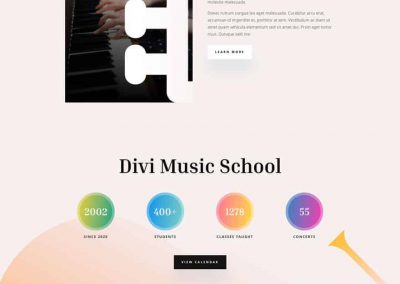 molestie malesuada.
Donec rutrum congue leo eget malesuada. Curabitur arcu erat,
accumsan id imperdiet et, porttitor at sem. Vestibulum ac diam sit
amet quam vehicula elementum sed sit amet dui. Proin eget tortor
risus. Quisque velit nisi
LEARN MORE
Divi Music School
2002 400+ 1278 55
SINCE 2020 STUDENTS CLASSES TAUGHT CONCERTS
VIEW CALENDAR